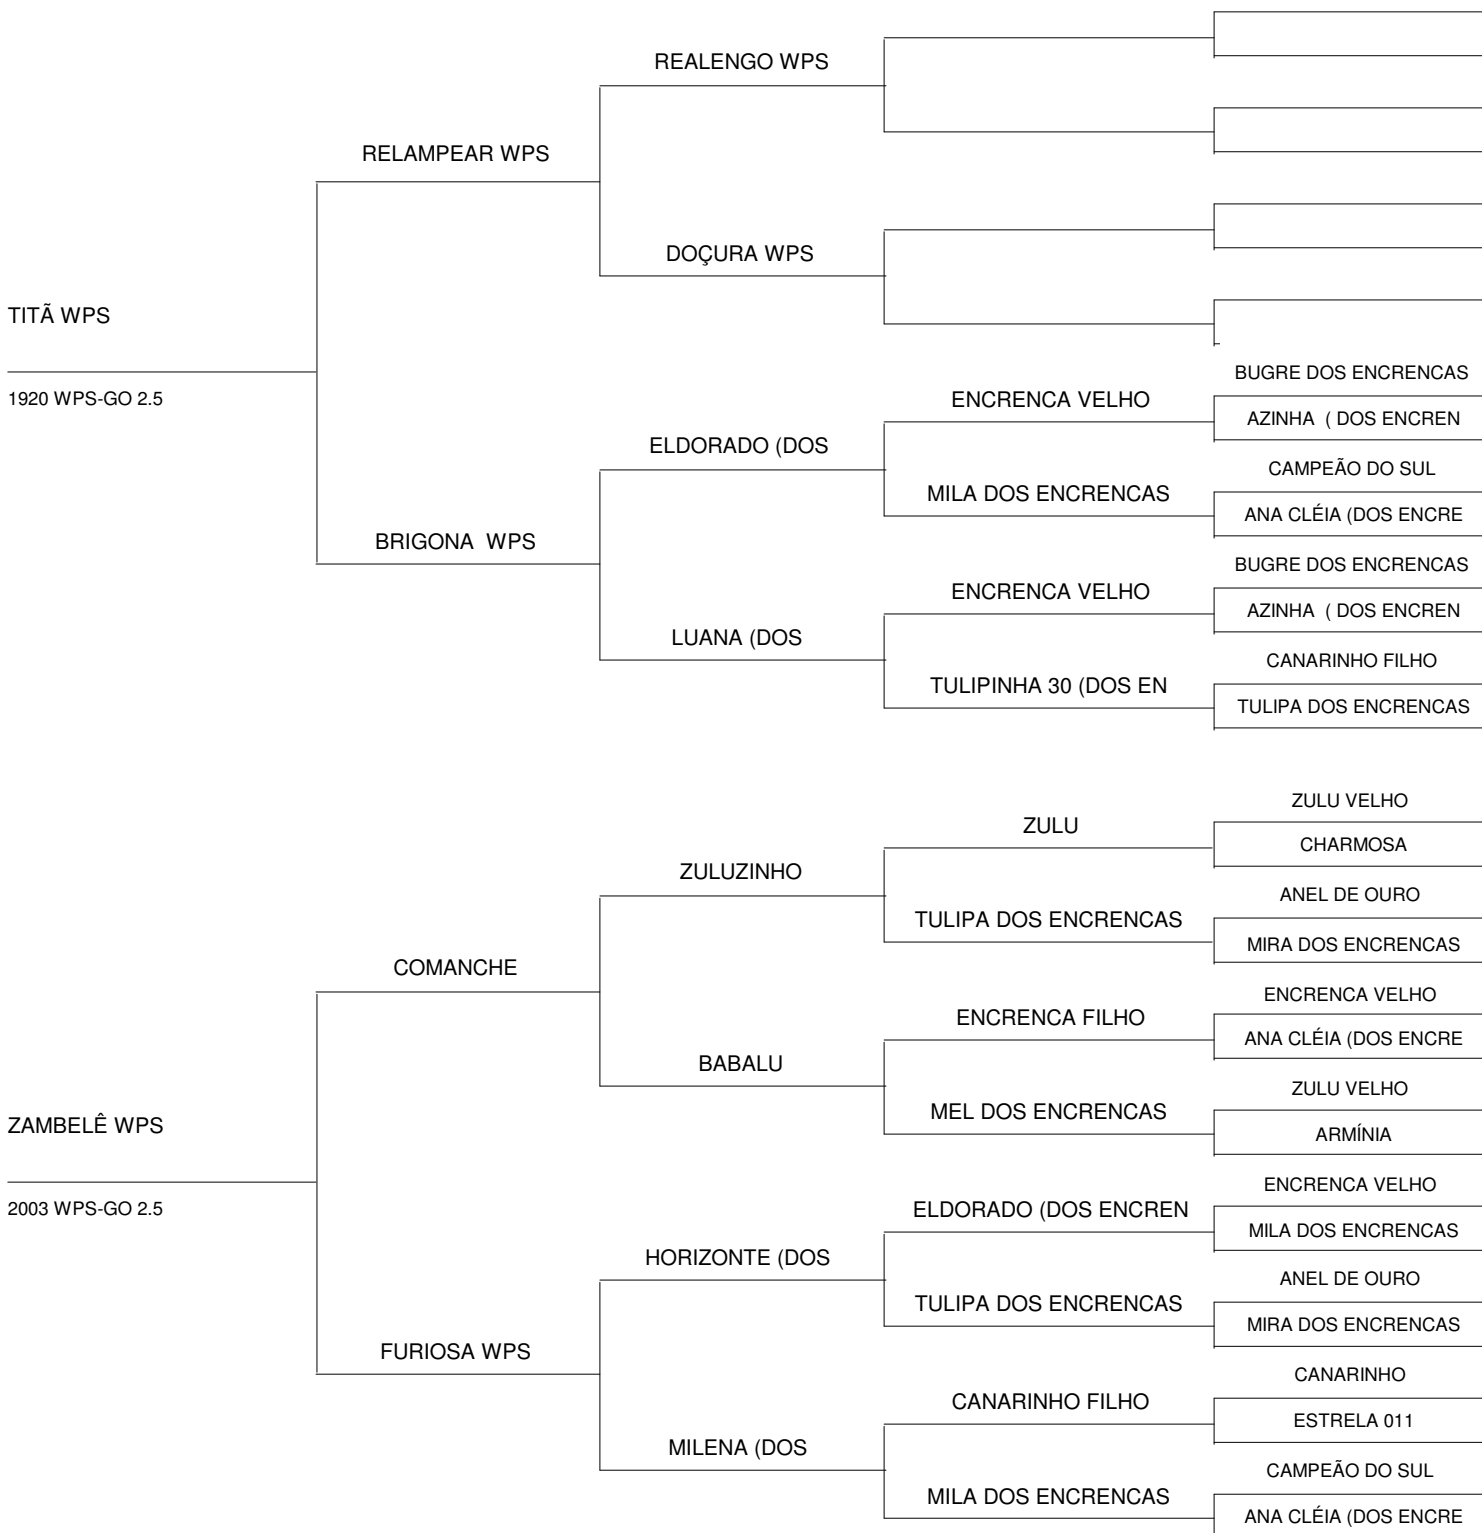 REALENGO WPS
RELAMPEAR WPS
DOÇURA WPS
TITÃ WPS
1920 WPS-GO 2.5
BUGRE DOS ENCRENCAS
ENCRENCA VELHO
AZINHA ( DOS ENCREN
ELDORADO (DOS
CAMPEÃO DO SUL
MILA DOS ENCRENCAS
ANA CLÉIA (DOS ENCRE
BRIGONA WPS
BUGRE DOS ENCRENCAS
ENCRENCA VELHO
AZINHA ( DOS ENCREN
LUANA (DOS
CANARINHO FILHO
TULIPINHA 30 (DOS EN
TULIPA DOS ENCRENCAS
ZULU VELHO
ZULU
CHARMOSA
ZULUZINHO
ANEL DE OURO
TULIPA DOS ENCRENCAS
MIRA DOS ENCRENCAS
COMANCHE
ENCRENCA VELHO
ENCRENCA FILHO
ANA CLÉIA (DOS ENCRE
BABALU
ZULU VELHO
MEL DOS ENCRENCAS
ARMÍNIA
ZAMBELÊ WPS
2003 WPS-GO 2.5
ENCRENCA VELHO
ELDORADO (DOS ENCREN
MILA DOS ENCRENCAS
HORIZONTE (DOS
ANEL DE OURO
TULIPA DOS ENCRENCAS
MIRA DOS ENCRENCAS
FURIOSA WPS
CANARINHO
CANARINHO FILHO
ESTRELA 011
MILENA (DOS
CAMPEÃO DO SUL
MILA DOS ENCRENCAS
ANA CLÉIA (DOS ENCRE